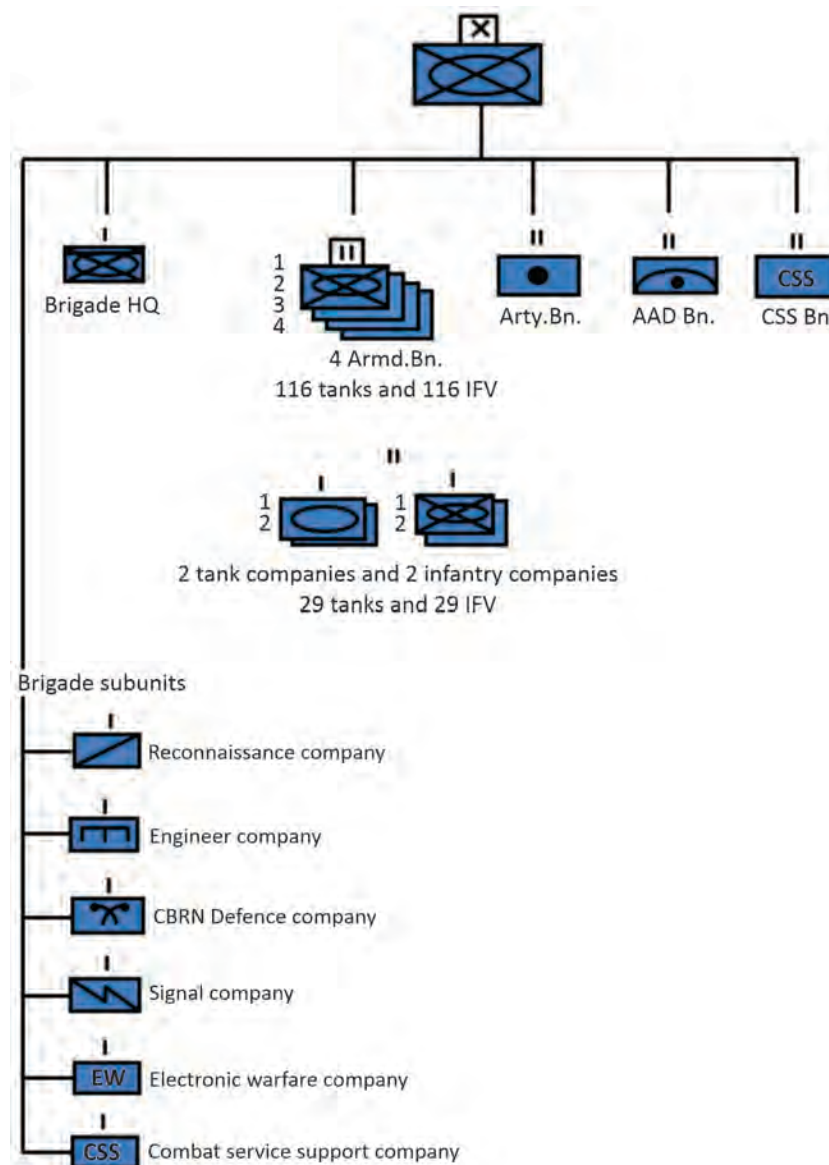 Brigade HQ
1
2
3
4
4 Armd.Bn.
116 tanks and 116 IFV
Arty.Bn.
AAD Bn.
CSS
CSS Bn
1
2
1
2
2 tank companies and 2 infantry companies
29 tanks and 29 IFV
Brigade subunits
Reconnaissance company
Engineer company
CBRN Defence company
Signal company
EW
Electronic warfare company
CSS
Combat service support company